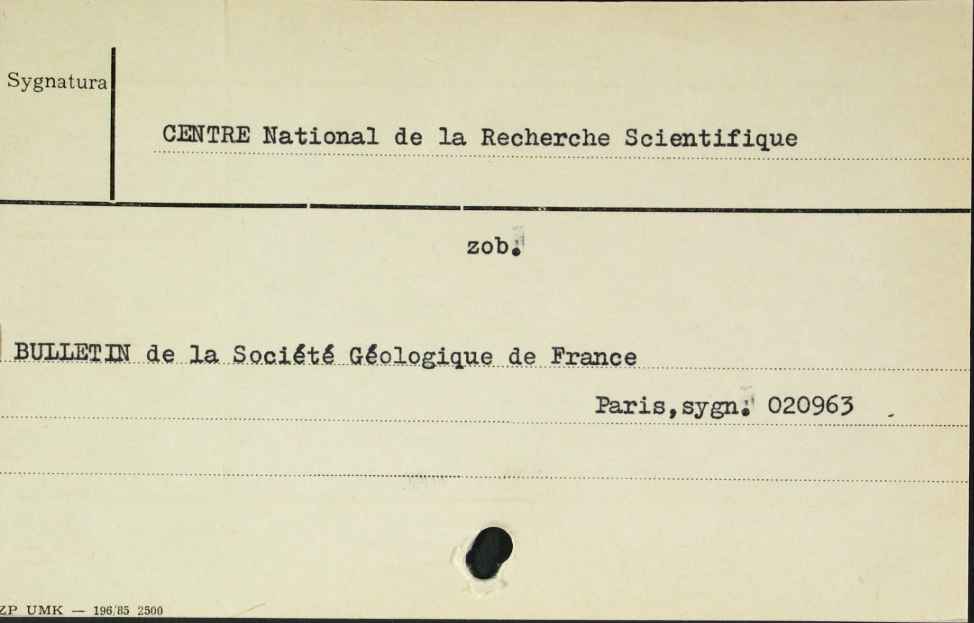 Sygnatura
CENTRE National de la Recherche Scientifique
zob.
BULLETIN de la Société Géologique de France
Paris,sygn. 020963
ZP UMK — 196/85 2500